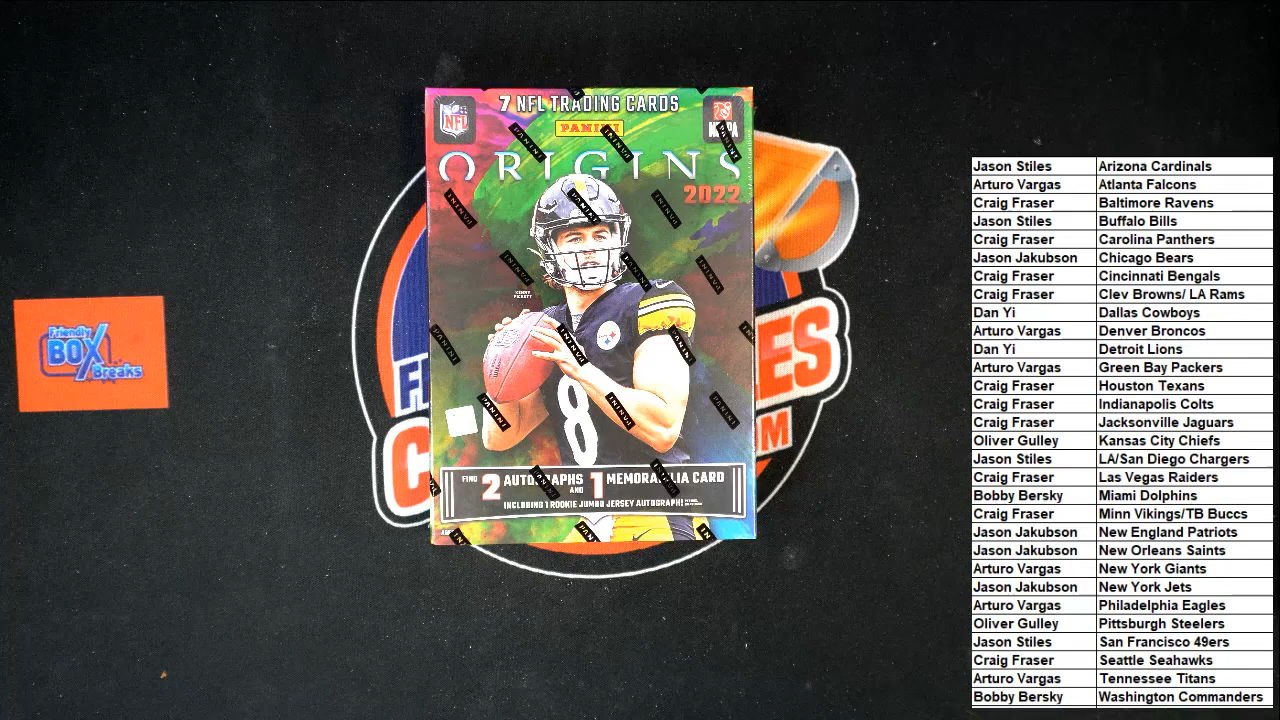 7 NFL TRADING CARDS
NFL
PANINI
ORIGINS
2022
KENNY
PICKETT
8
FIND 2 AUTOGRAPHS AND 1 MEMORABILIA CARD
INCLUDING 1 ROOKIE JUMBO JERSEY AUTOGRAPH!
PANINI
Friendly
BOX
Breaks
Jason Stiles Arizona Cardinals
Arturo Vargas Atlanta Falcons
Craig Fraser Baltimore Ravens
Jason Stiles Buffalo Bills
Craig Fraser Carolina Panthers
Jason Jakubson Chicago Bears
Craig Fraser Cincinnati Bengals
Craig Fraser Clev Browns/ LA Rams
Dan Yi Dallas Cowboys
Arturo Vargas Denver Broncos
Dan Yi Detroit Lions
Arturo Vargas Green Bay Packers
Craig Fraser Houston Texans
Craig Fraser Indianapolis Colts
Craig Fraser Jacksonville Jaguars
Oliver Gulley Kansas City Chiefs
Jason Stiles LA/San Diego Chargers
Craig Fraser Las Vegas Raiders
Bobby Bersky Miami Dolphins
Craig Fraser Minn Vikings/TB Buccs
Jason Jakubson New England Patriots
Jason Jakubson New Orleans Saints
Arturo Vargas New York Giants
Jason Jakubson New York Jets
Arturo Vargas Philadelphia Eagles
Oliver Gulley Pittsburgh Steelers
Jason Stiles San Francisco 49ers
Craig Fraser Seattle Seahawks
Arturo Vargas Tennessee Titans
Bobby Bersky Washington Commanders